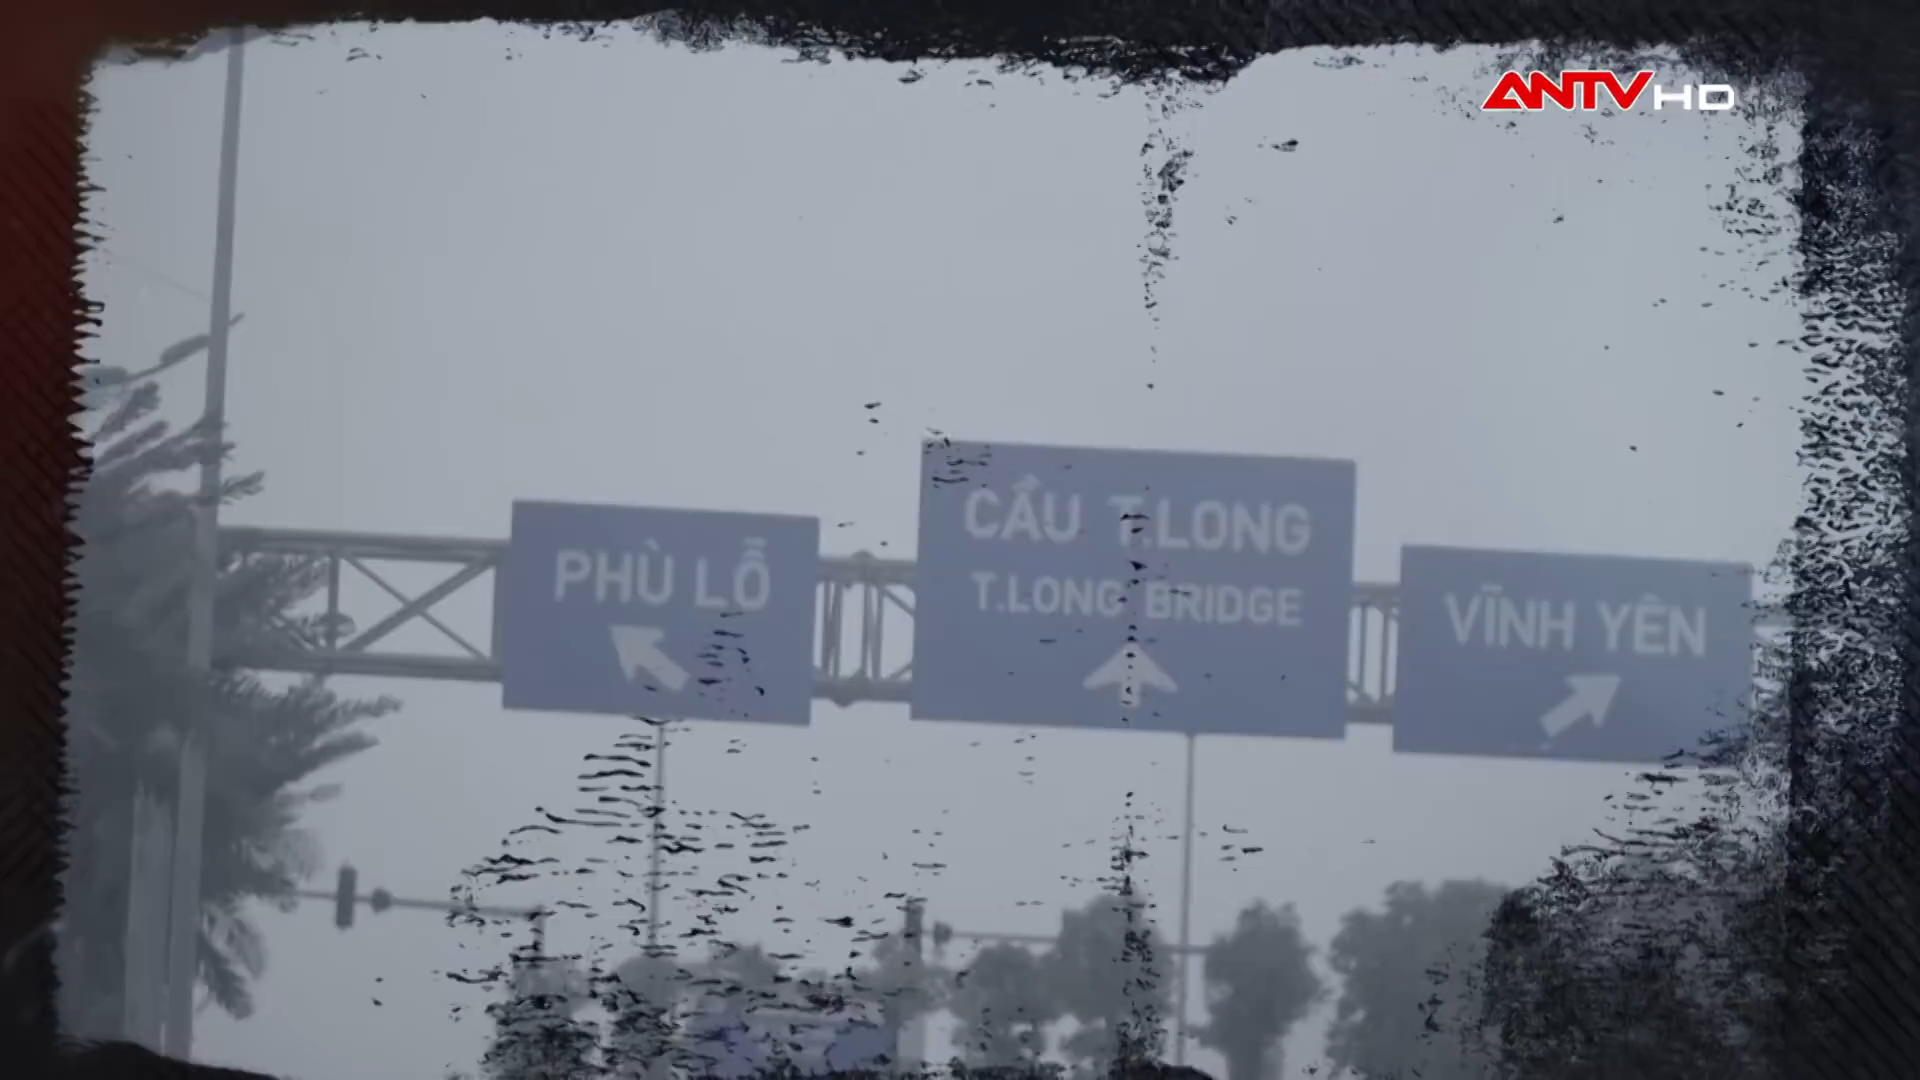 ANTV HD
PHÙ LỖ
CẦU T.LONG
T.LONG BRIDGE
VĨNH YÊN